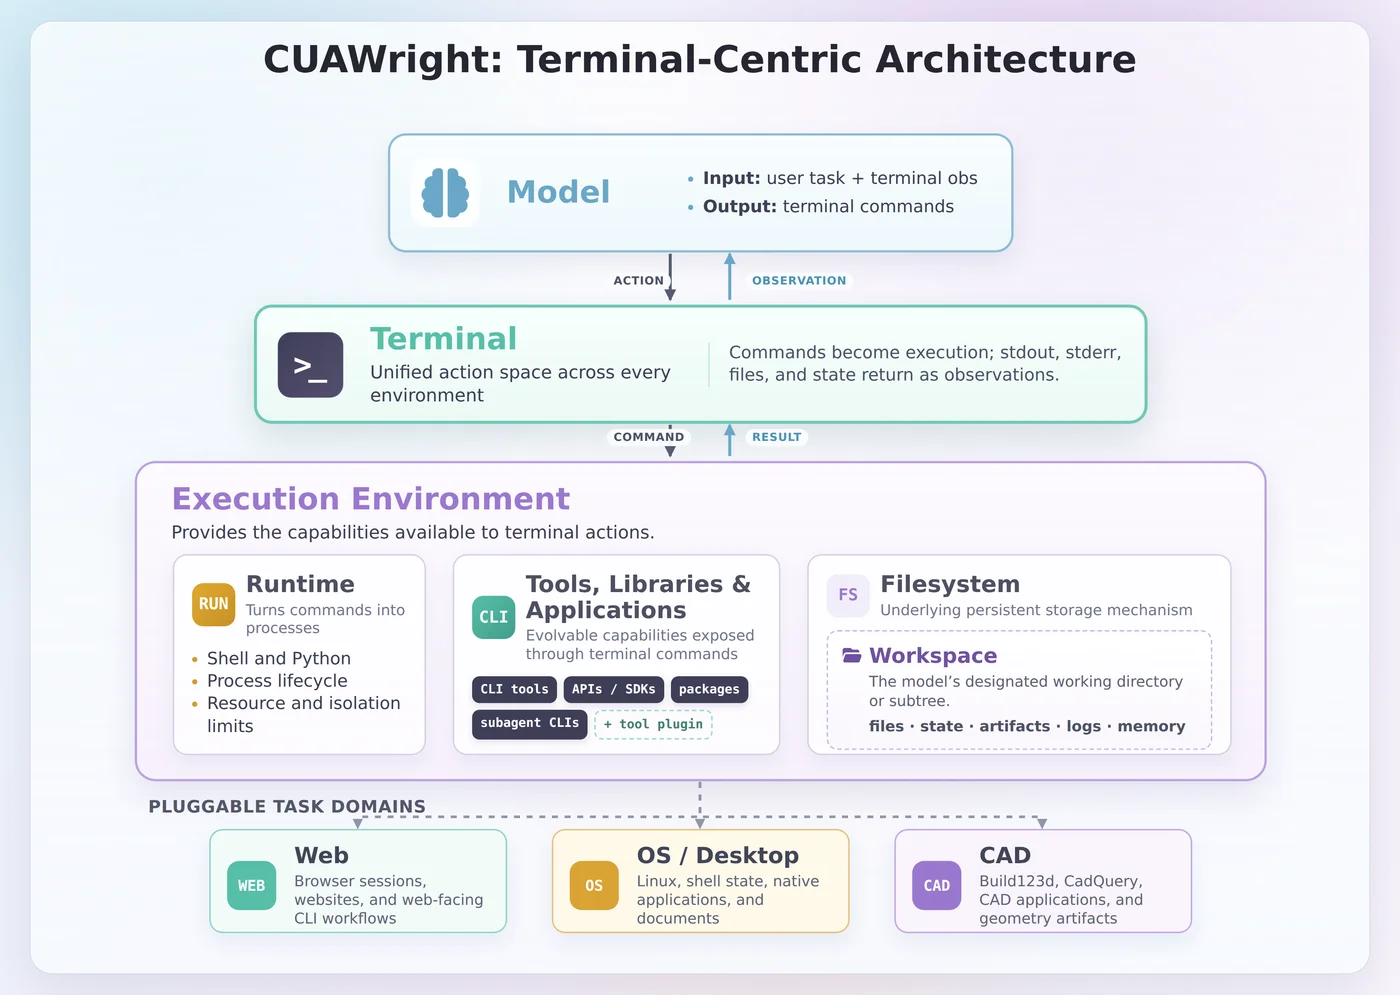 CUAWright: Terminal-Centric Architecture
Model
• Input: user task + terminal obs
• Output: terminal commands
ACTION
OBSERVATION
>_
Terminal
Unified action space across every
environment
Commands become execution; stdout, stderr,
files, and state return as observations.
COMMAND
RESULT
Execution Environment
Provides the capabilities available to terminal actions.
RUN
Runtime
Turns commands into
processes
• Shell and Python
• Process lifecycle
• Resource and isolation
limits
CLI
Tools, Libraries &
Applications
Evolvable capabilities exposed
through terminal commands
CLI tools
APIs / SDKs
packages
subagent CLIs
+ tool plugin
FS
Filesystem
Underlying persistent storage mechanism
Workspace
The model’s designated working directory
or subtree.
files · state · artifacts · logs · memory
PLUGGABLE TASK DOMAINS
WEB
Web
Browser sessions,
websites, and web-facing
CLI workflows
OS
OS / Desktop
Linux, shell state, native
applications, and
documents
CAD
CAD
Build123d, CadQuery,
CAD applications, and
geometry artifacts